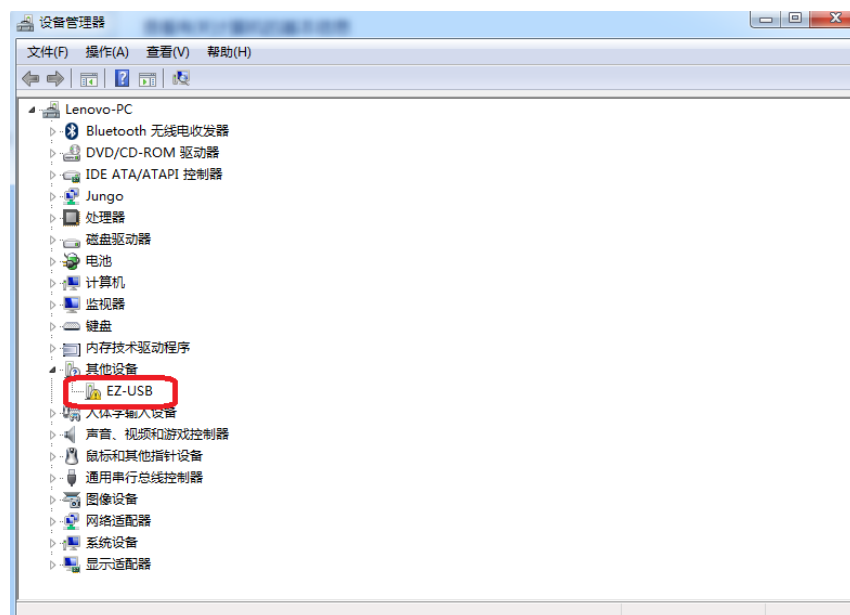 设备管理器
文件(F) 操作(A) 查看(V) 帮助(H)
Lenovo-PC
Bluetooth 无线电收发器
DVD/CD-ROM 驱动器
IDE ATA/ATAPI 控制器
Jungo
处理器
磁盘驱动器
电池
计算机
监视器
键盘
内存技术驱动程序
其他设备
EZ-USB
人体学输入设备
声音、视频和游戏控制器
鼠标和其他指针设备
通用串行总线控制器
图像设备
网络适配器
系统设备
显示适配器